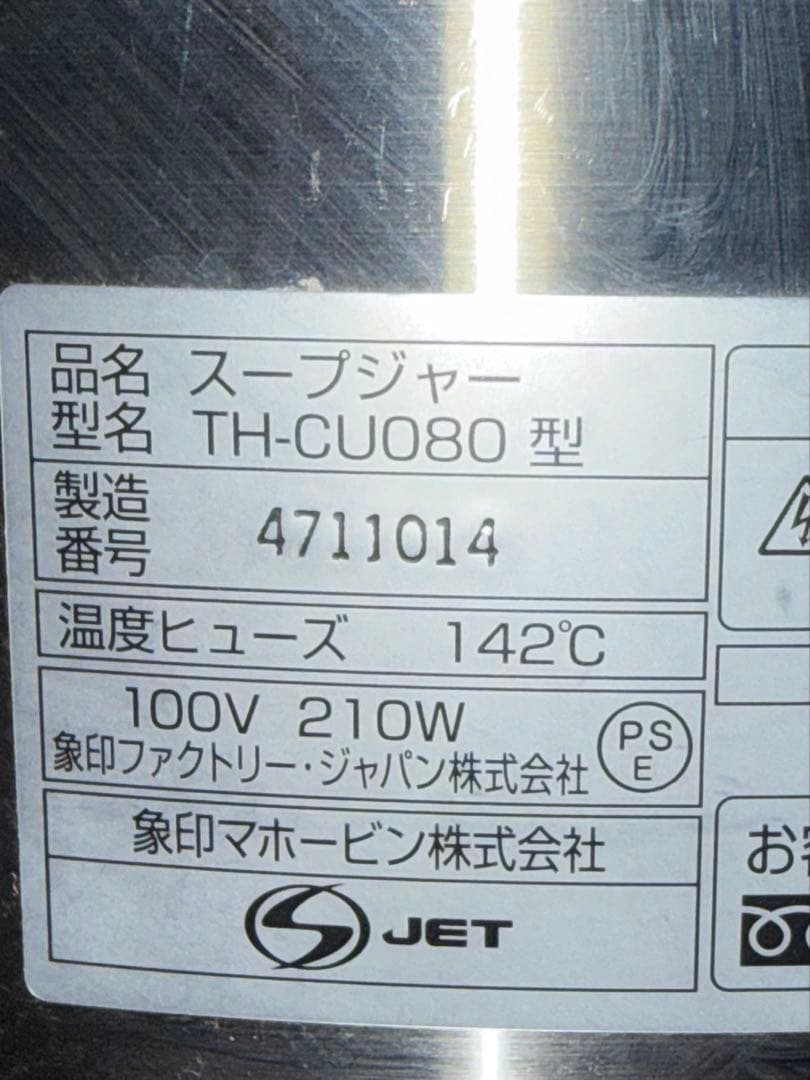 品名 スープジャー
型名 TH-CU080 型
製造
番号 4711014
温度ヒューズ 142℃
100V 210W
象印ファクトリー・ジャパン株式会社
PS
E
象印マホービン株式会社
JET
お客